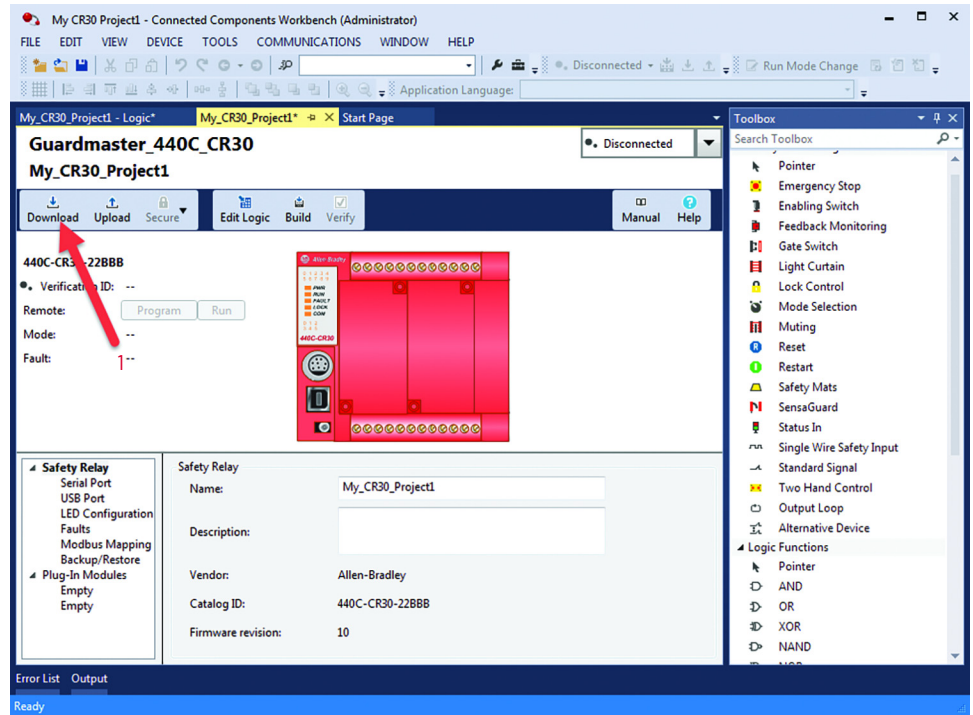 My CR30 Project1 - Connected Components Workbench (Administrator)
FILE EDIT VIEW DEVICE TOOLS COMMUNICATIONS WINDOW HELP
Disconnected
Run Mode Change
Application Language:
My_CR30_Project1 - Logic*
My_CR30_Project1*
Start Page
Guardmaster_440C_CR30
Disconnected
My_CR30_Project1
Download Upload Secure Edit Logic Build Verify Manual Help
440C-CR3 -22BBB
Verification ID: --
Remote: Program Run
Mode: --
Fault: --
1
Allen-Bradley
PWR
RUN
FAULT
LOCK
COM
440C-CR30
Safety Relay
Serial Port
USB Port
LED Configuration
Faults
Modbus Mapping
Backup/Restore
Plug-In Modules
Empty
Empty
Safety Relay
Name: My_CR30_Project1
Description:
Vendor: Allen-Bradley
Catalog ID: 440C-CR30-22BBB
Firmware revision: 10
Toolbox
Search Toolbox
Pointer
Emergency Stop
Enabling Switch
Feedback Monitoring
Gate Switch
Light Curtain
Lock Control
Mode Selection
Muting
Reset
Restart
Safety Mats
SensaGuard
Status In
Single Wire Safety Input
Standard Signal
Two Hand Control
Output Loop
Alternative Device
Logic Functions
Pointer
AND
OR
XOR
NAND
Error List Output
Ready